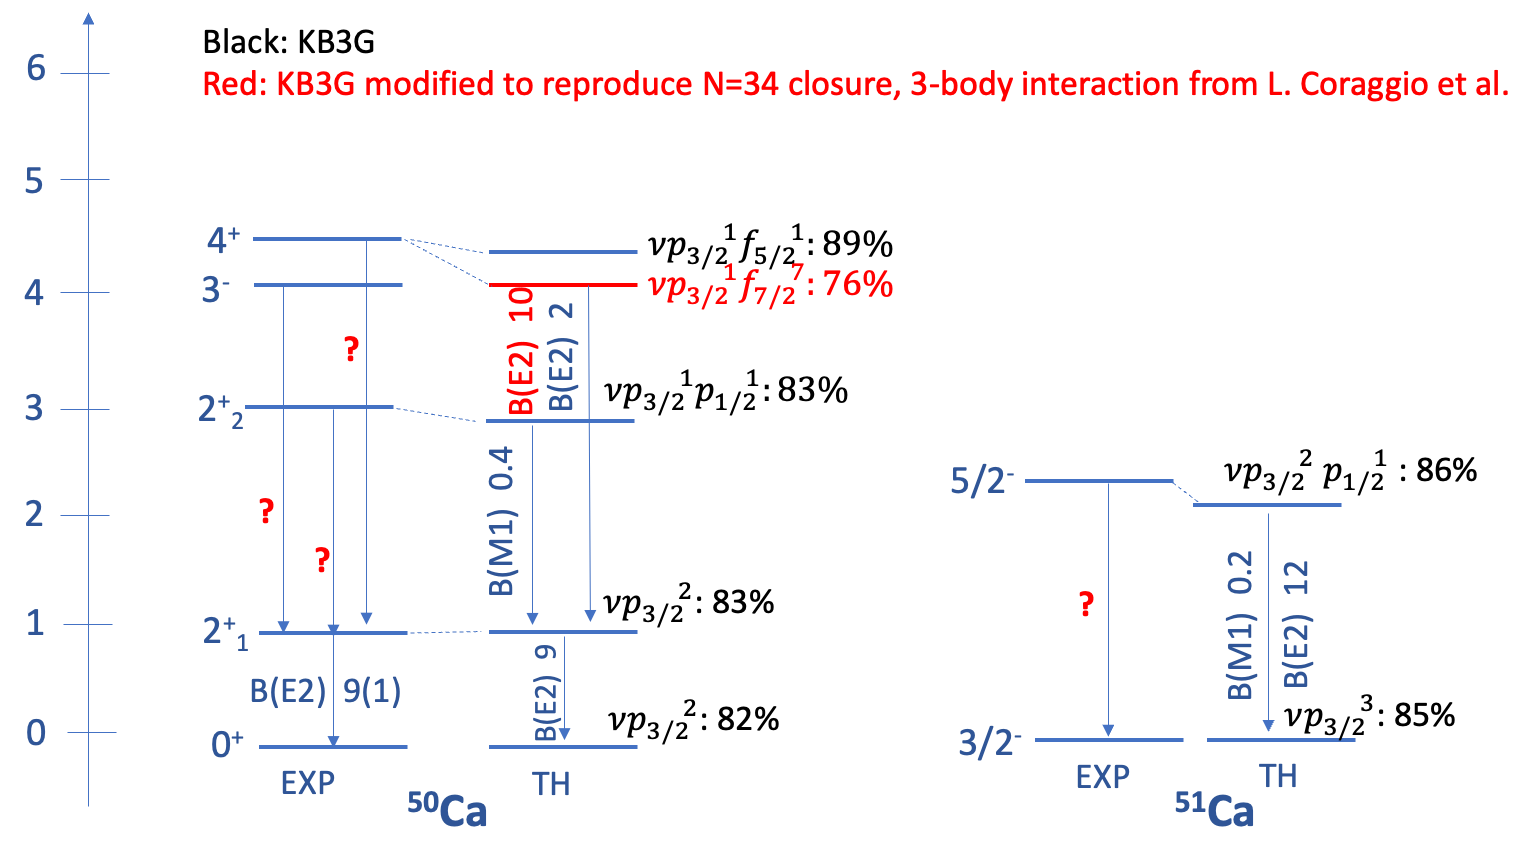 Black: KB3G
Red: KB3G modified to reproduce N=34 closure, 3-body interaction from L. Coraggio et al.
6
5
4
3
2
1
0
4⁺
3⁻
2⁺₂
2⁺₁
0⁺
?
?
?
B(E2) 9(1)
EXP
νp₃/₂¹f₅/₂¹: 89%
νp₃/₂¹f₇/₂⁷: 76%
B(E2) 10
B(E2) 2
νp₃/₂¹p₁/₂¹: 83%
B(M1) 0.4
νp₃/₂²: 83%
B(E2) 9
νp₃/₂²: 82%
TH
⁵⁰Ca
5/2⁻
3/2⁻
?
EXP
νp₃/₂² p₁/₂¹ : 86%
B(M1) 0.2
B(E2) 12
νp₃/₂³: 85%
TH
⁵¹Ca